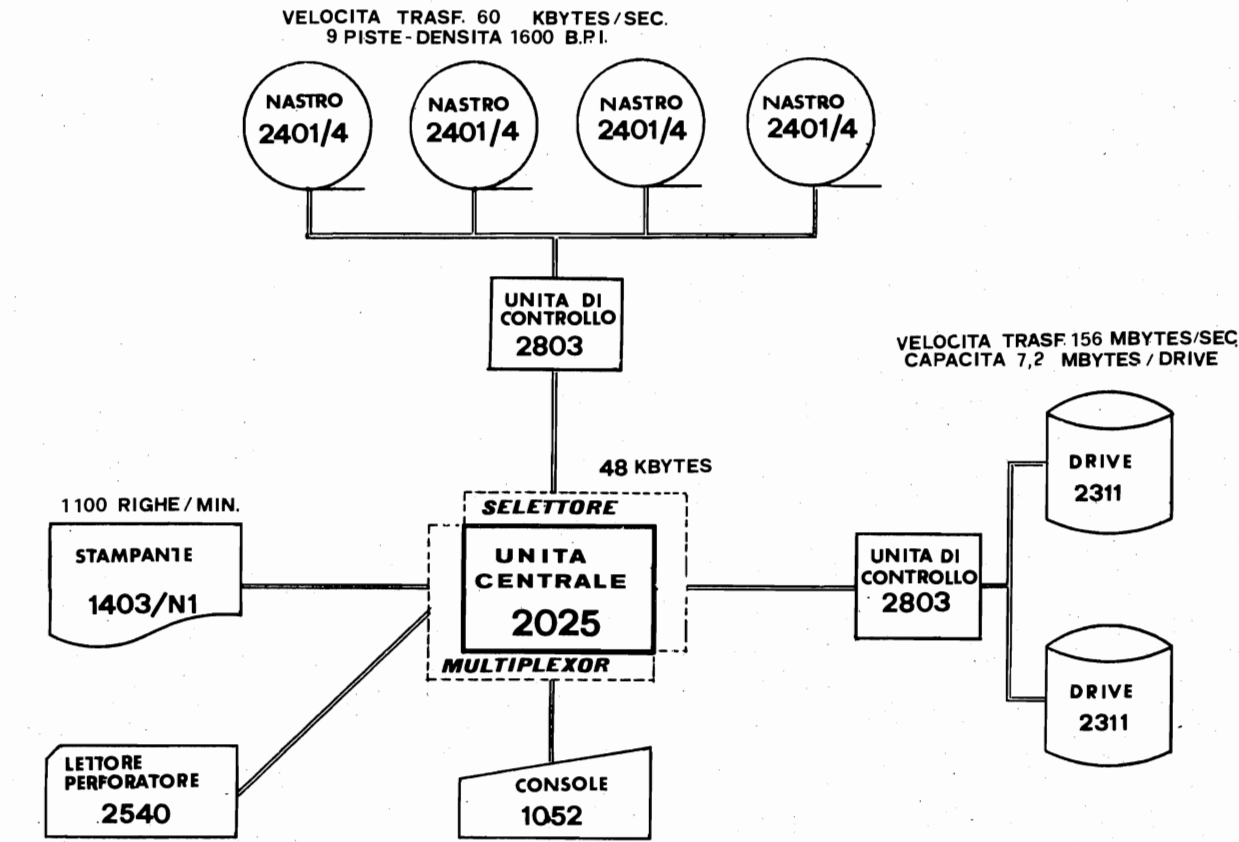 VELOCITA TRASF. 60 KBYTES/SEC.
9 PISTE-DENSITA 1600 B.P.I.
NASTRO
2401/4
NASTRO
2401/4
NASTRO
2401/4
NASTRO
2401/4
UNITA DI
CONTROLLO
2803
VELOCITA TRASF. 156 MBYTES/SEC
CAPACITA 7,2 MBYTES / DRIVE
DRIVE
2311
48 KBYTES
1100 RIGHE/MIN.
STAMPANTE
1403/N1
SELETTORE
UNITA
CENTRALE
2025
MULTIPLEXOR
UNITA DI
CONTROLLO
2803
DRIVE
2311
LETTORE
PERFORATORE
2540
CONSOLE
1052